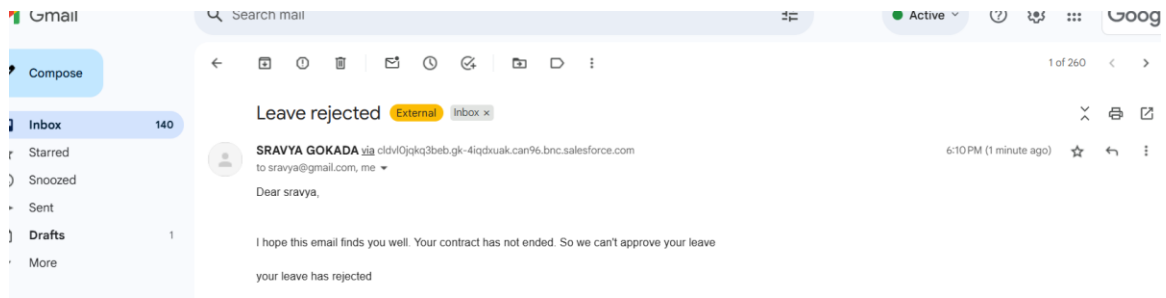 Gmail
Search mail
Active
Goog
Compose
1 of 260
Leave rejected External Inbox ×
Inbox 140
Starred
SRAVYA GOKADA via cldvl0jqkq3beb.gk-4iqdxuak.can96.bnc.salesforce.com 6:10 PM (1 minute ago)
to sravya@gmail.com, me
Snoozed
Dear sravya,
Sent
Drafts 1
I hope this email finds you well. Your contract has not ended. So we can't approve your leave
More
your leave has rejected